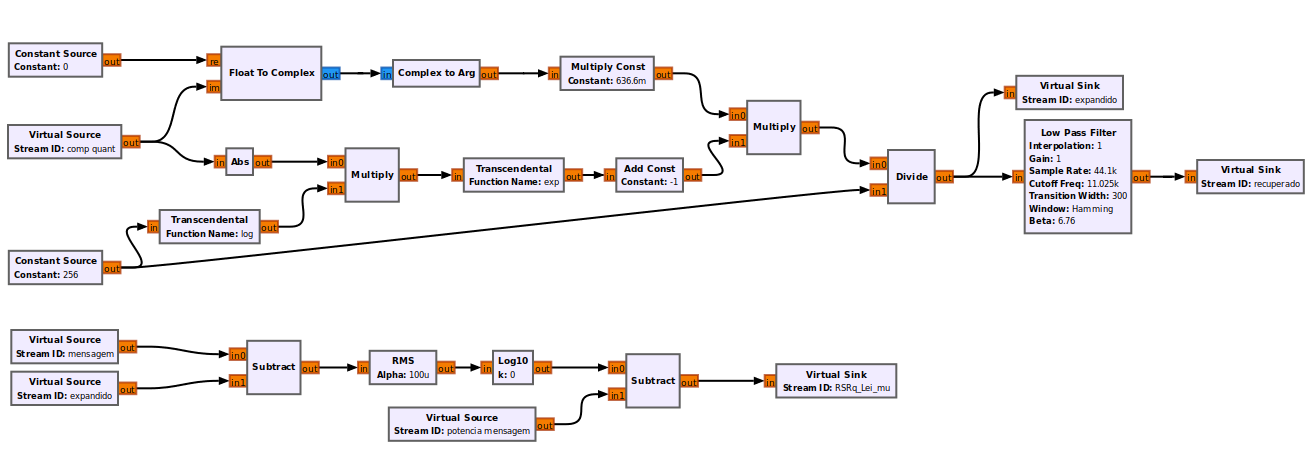 Constant Source
Constant: 0
out
re
im
Float To Complex
out
in
Complex to Arg
out
in
Multiply Const
Constant: 636.6m
out
Virtual Source
Stream ID: comp quant
out
in
Abs
out
in0
in1
Multiply
out
in
Transcendental
Function Name: exp
out
in
Add Const
Constant: -1
out
in0
in1
Multiply
out
Constant Source
Constant: 256
out
in
Transcendental
Function Name: log
out
in0
in1
Divide
out
in
Virtual Sink
Stream ID: expandido
in
Low Pass Filter
Interpolation: 1
Gain: 1
Sample Rate: 44.1k
Cutoff Freq: 11.025k
Transition Width: 300
Window: Hamming
Beta: 6.76
out
in
Virtual Sink
Stream ID: recuperado
Virtual Source
Stream ID: mensagem
out
Virtual Source
Stream ID: expandido
out
in0
in1
Subtract
out
in
RMS
Alpha: 100u
out
in
Log10
k: 0
out
Virtual Source
Stream ID: potencia mensagem
out
in0
in1
Subtract
out
in
Virtual Sink
Stream ID: RSRq_Lei_mu